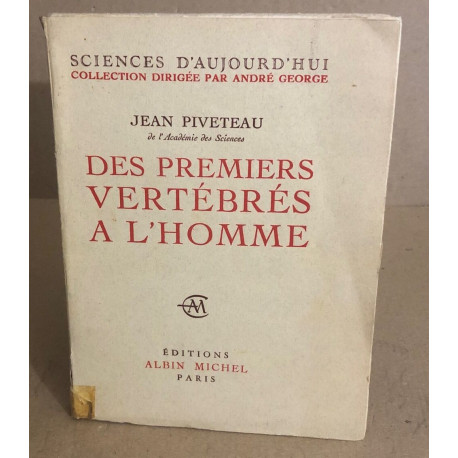 SCIENCES D'AUJOURD'HUI
COLLECTION DIRIGÉE PAR ANDRÉ GEORGE
JEAN PIVETEAU
de l'Académie des Sciences
DES PREMIERS
VERTÉBRÉS
A L'HOMME
AM
ÉDITIONS
ALBIN MICHEL
PARIS